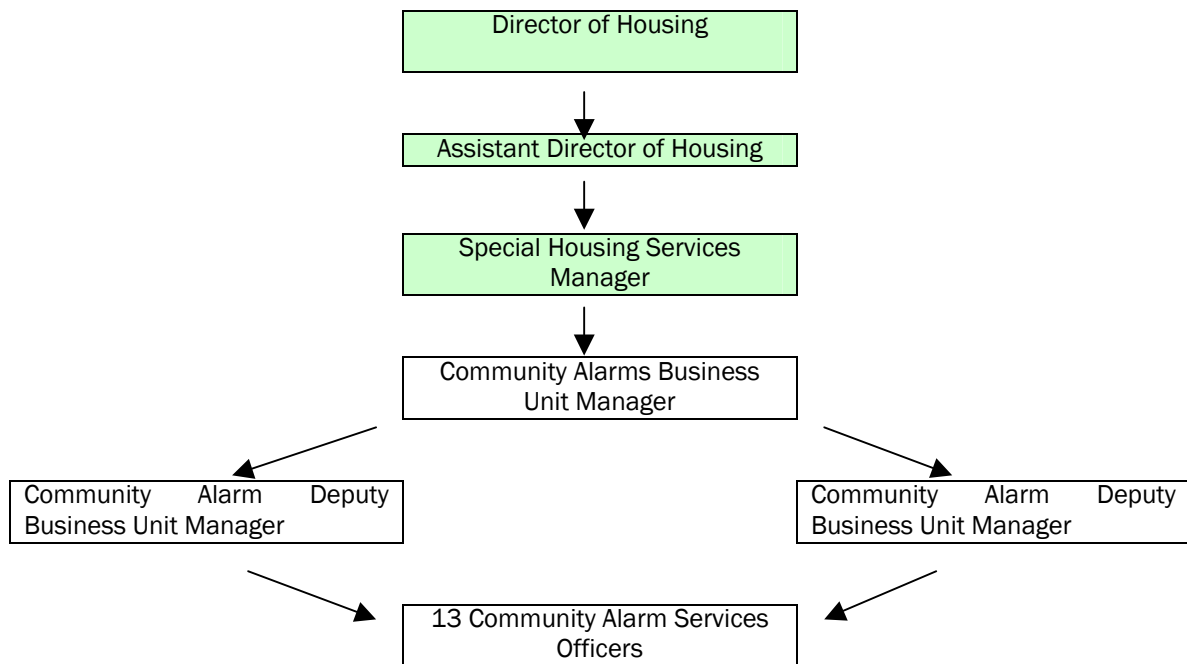 Director of Housing
Assistant Director of Housing
Special Housing Services
Manager
Community Alarms Business
Unit Manager
Community Alarm Deputy
Business Unit Manager
Community Alarm Deputy
Business Unit Manager
13 Community Alarm Services
Officers